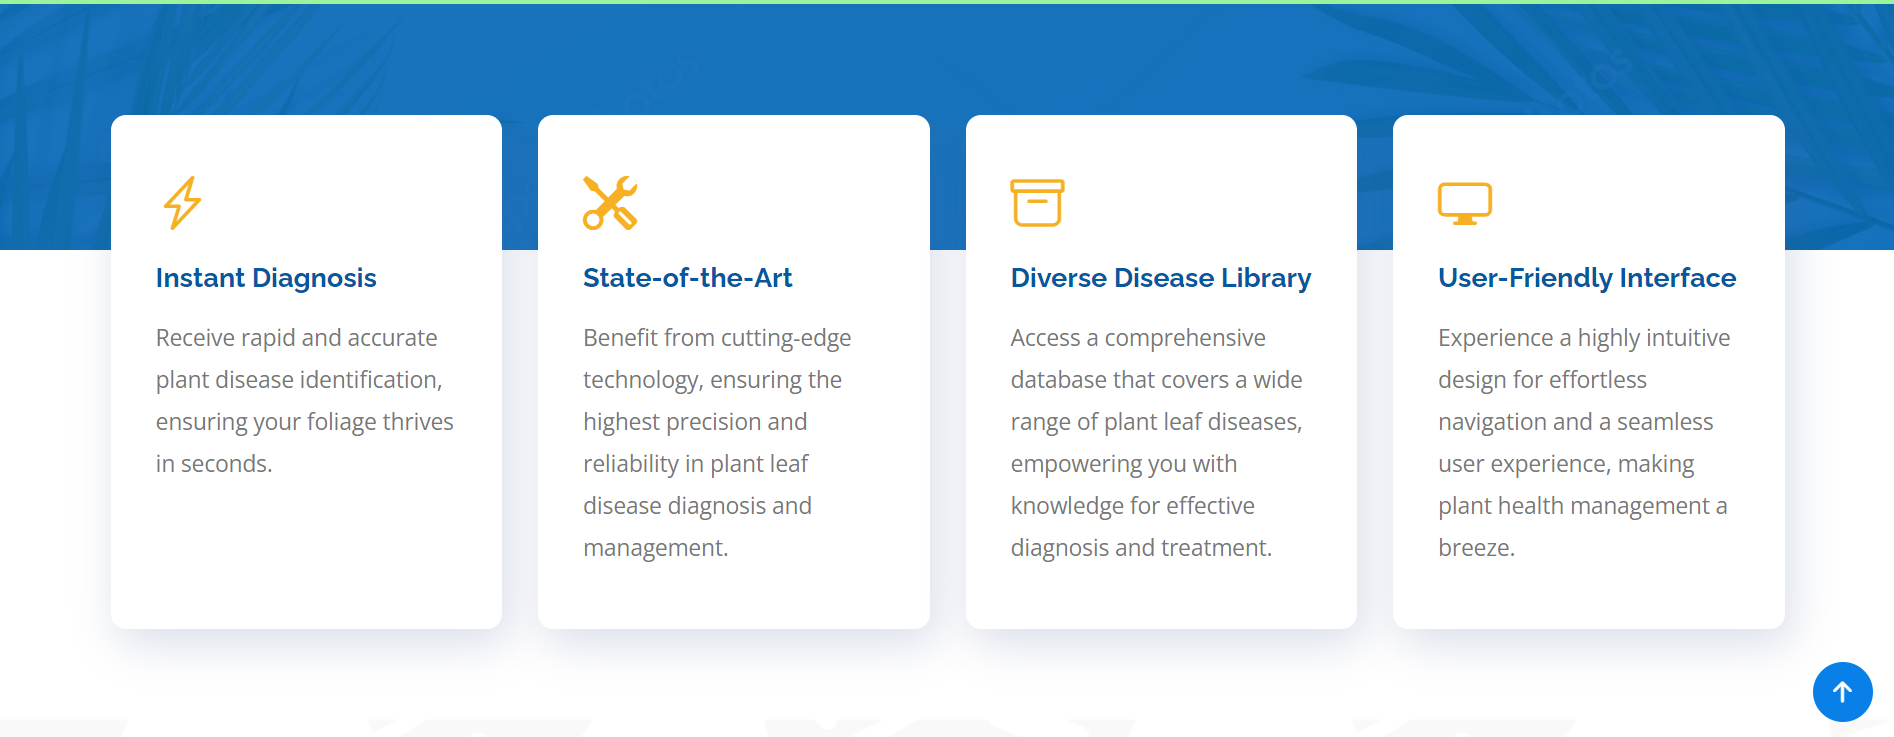 Instant Diagnosis
Receive rapid and accurate
plant disease identification,
ensuring your foliage thrives
in seconds.
State-of-the-Art
Benefit from cutting-edge
technology, ensuring the
highest precision and
reliability in plant leaf
disease diagnosis and
management.
Diverse Disease Library
Access a comprehensive
database that covers a wide
range of plant leaf diseases,
empowering you with
knowledge for effective
diagnosis and treatment.
User-Friendly Interface
Experience a highly intuitive
design for effortless
navigation and a seamless
user experience, making
plant health management a
breeze.